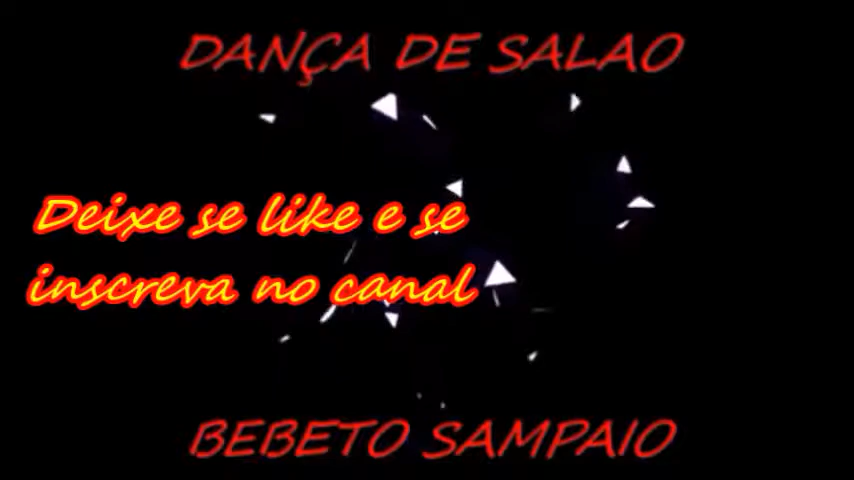 DANÇA DE SALAO
Deixe se like e se
inscreva no canal
BEBETO SAMPAIO